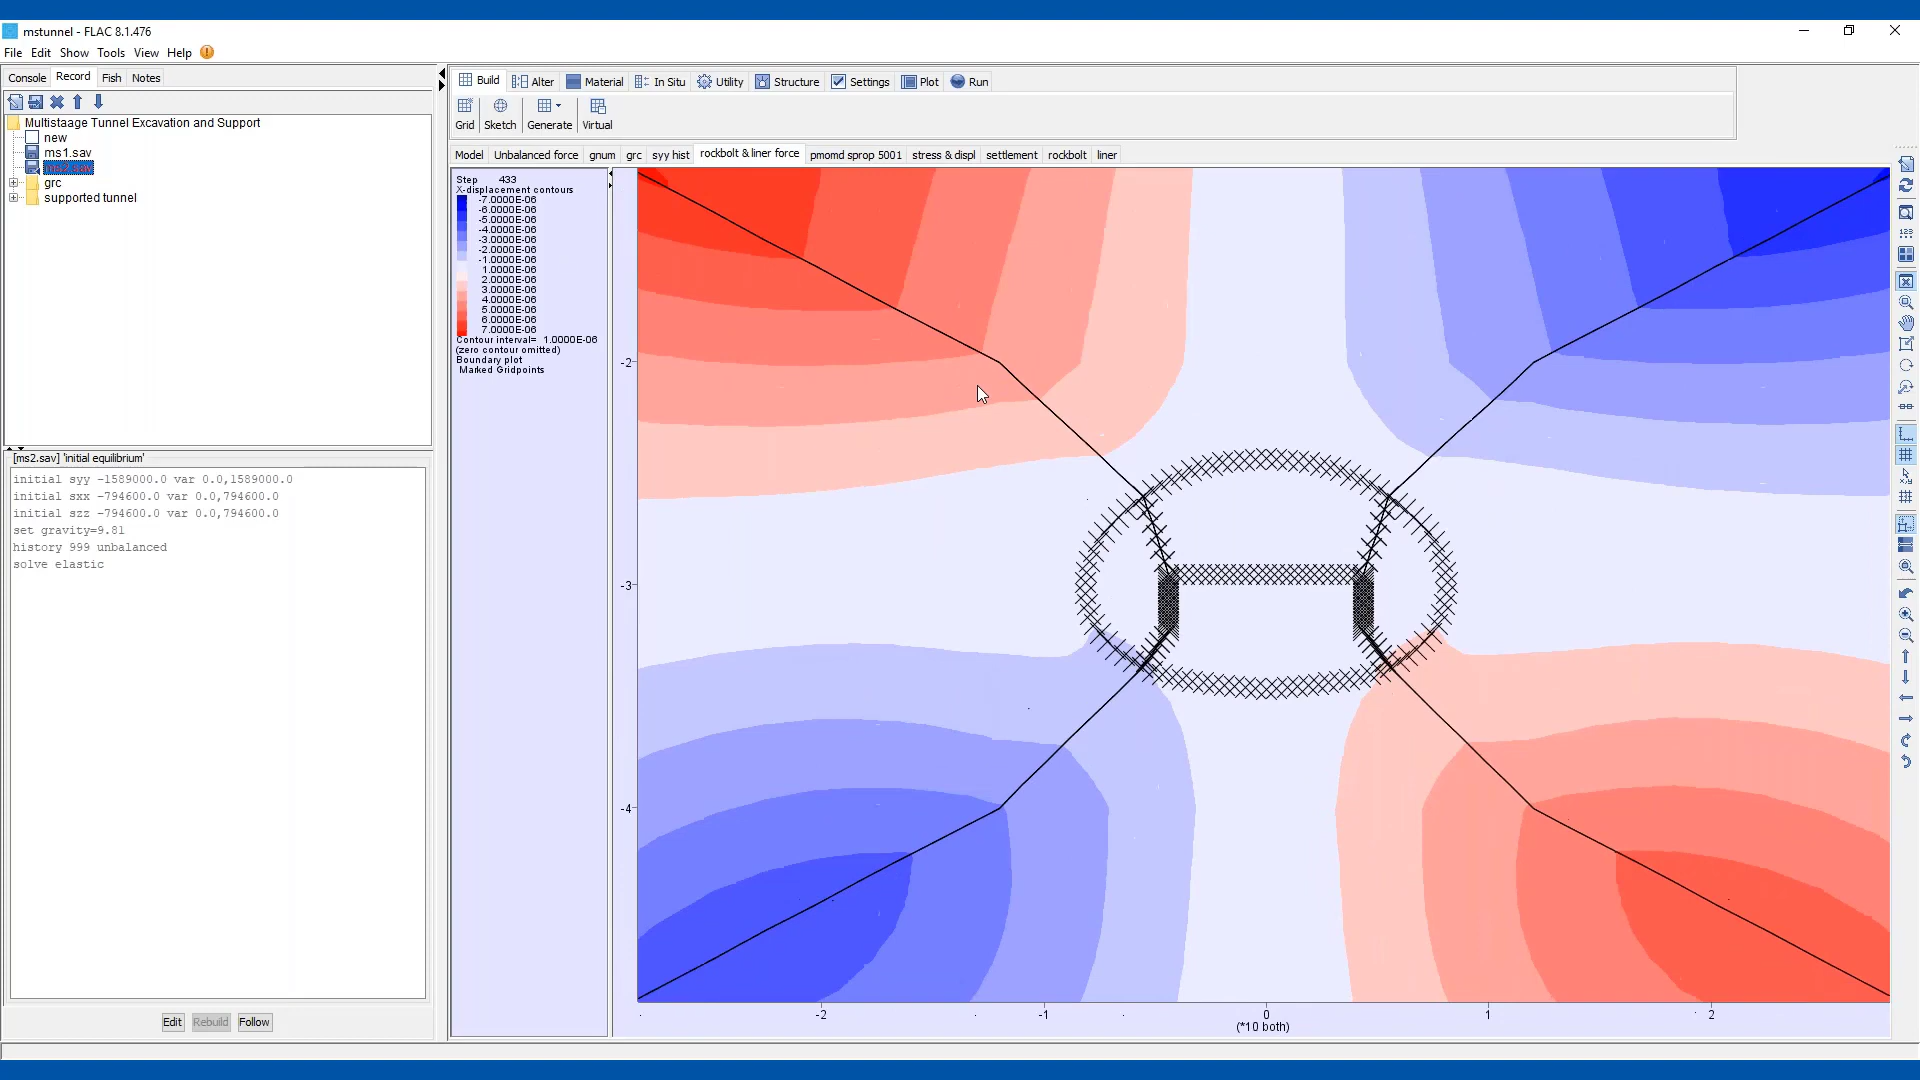 mstunnel - FLAC 8.1.476
File Edit Show Tools View Help
Console Record Fish Notes
Build Alter Material In Situ Utility Structure Settings Plot Run
Grid Sketch Generate Virtual
Multistaage Tunnel Excavation and Support
new
ms1.sav
ms2.sav
grc
supported tunnel
Model Unbalanced force gnum grc syy hist rockbolt & liner force pmomd sprop 5001 stress & displ settlement rockbolt liner
Step 433
X-displacement contours
-7.0000E-06
-6.0000E-06
-5.0000E-06
-4.0000E-06
-3.0000E-06
-2.0000E-06
-1.0000E-06
1.0000E-06
2.0000E-06
3.0000E-06
4.0000E-06
5.0000E-06
6.0000E-06
7.0000E-06
Contour interval= 1.0000E-06
(zero contour omitted)
Boundary plot
Marked Gridpoints
-2
-3
-4
-2 -1 0 1 2
(*10 both)
123
[ms2.sav] 'initial equilibrium'
initial syy -1589000.0 var 0.0,1589000.0
initial sxx -794600.0 var 0.0,794600.0
initial szz -794600.0 var 0.0,794600.0
set gravity=9.81
history 999 unbalanced
solve elastic
Edit Rebuild Follow